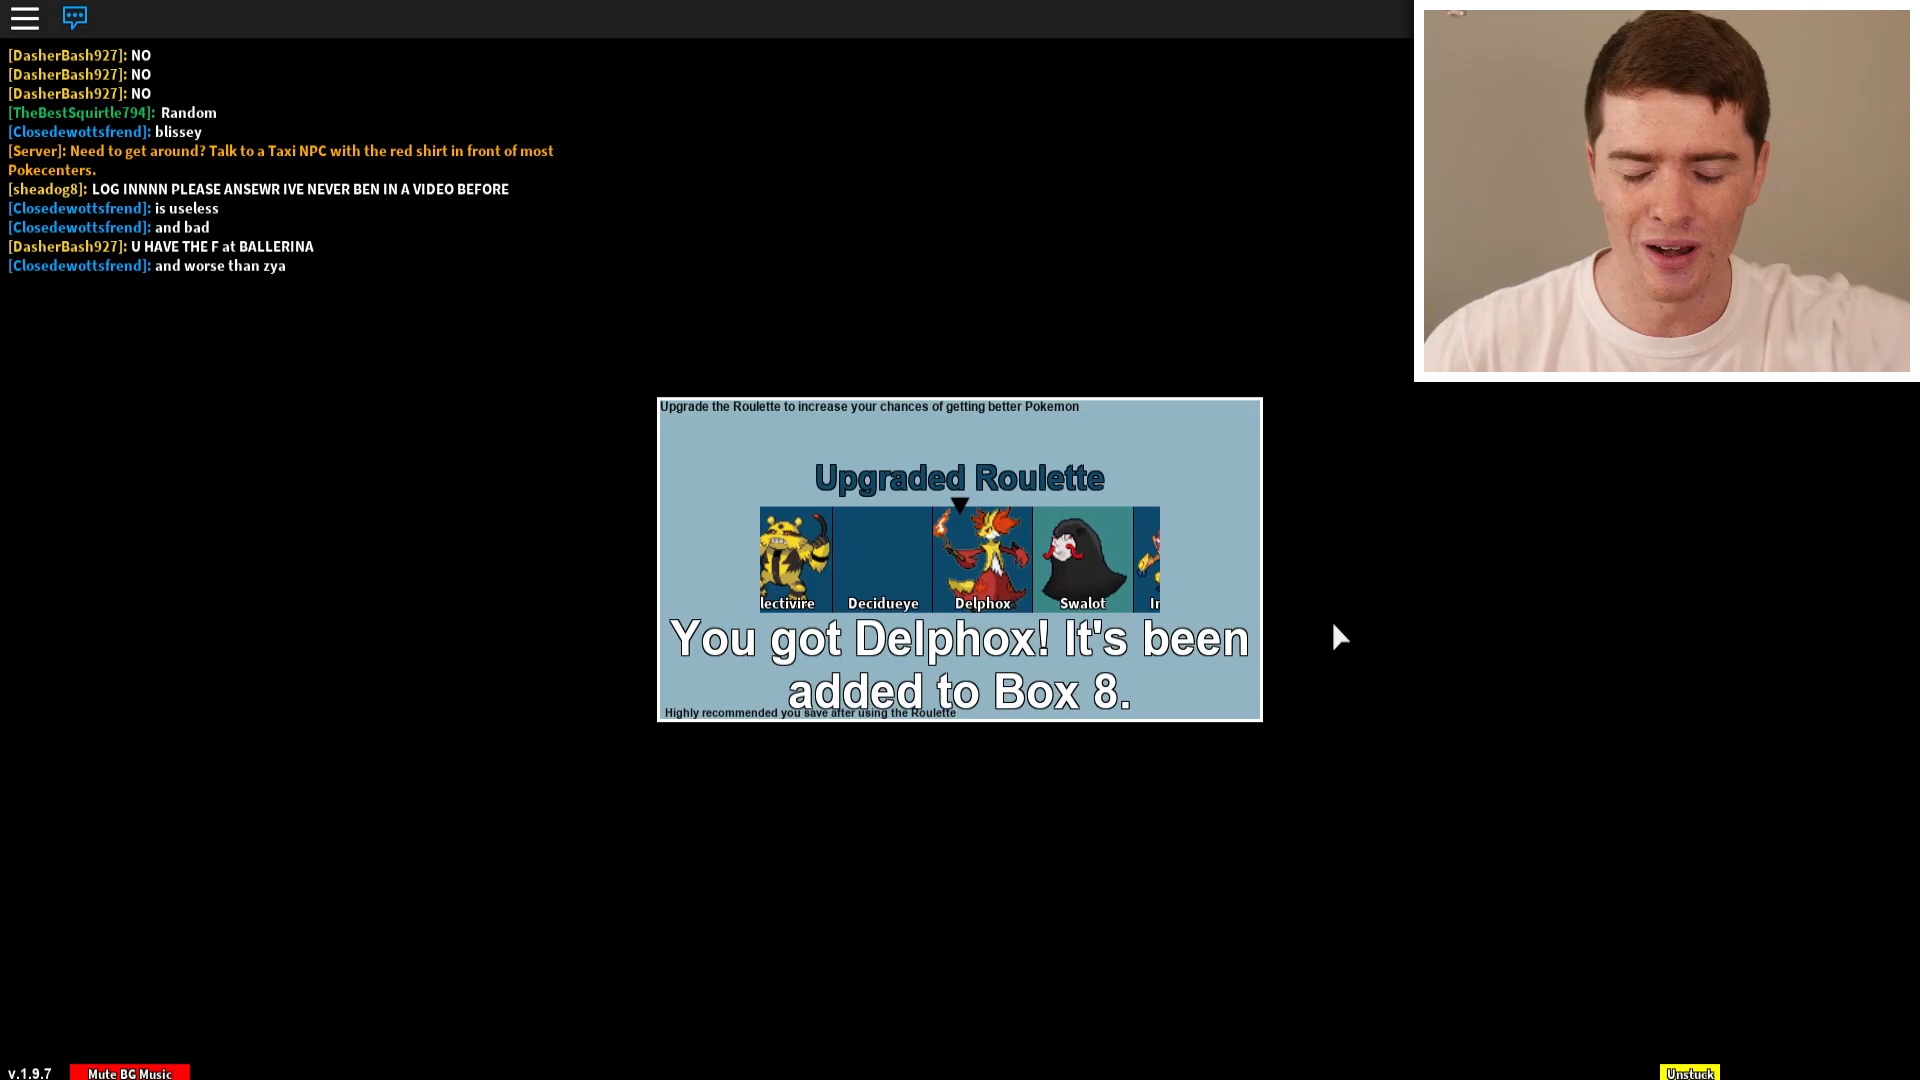 [DasherBash927]: NO
[DasherBash927]: NO
[DasherBash927]: NO
[TheBestSquirtle794]: Random
[Closedewottsfrend]: blissey
[Server]: Need to get around? Talk to a Taxi NPC with the red shirt in front of most
Pokecenters.
[sheadog8]: LOG INNNN PLEASE ANSEWR IVE NEVER BEN IN A VIDEO BEFORE
[Closedewottsfrend]: is useless
[Closedewottsfrend]: and bad
[DasherBash927]: U HAVE THE F at BALLERINA
[Closedewottsfrend]: and worse than zya
Upgrade the Roulette to increase your chances of getting better Pokemon
Upgraded Roulette
lectivire Decidueye Delphox Swalot In
You got Delphox! It's been
added to Box 8.
Highly recommended you save after using the Roulette
v.1.9.7 Mute BG Music Unstuck